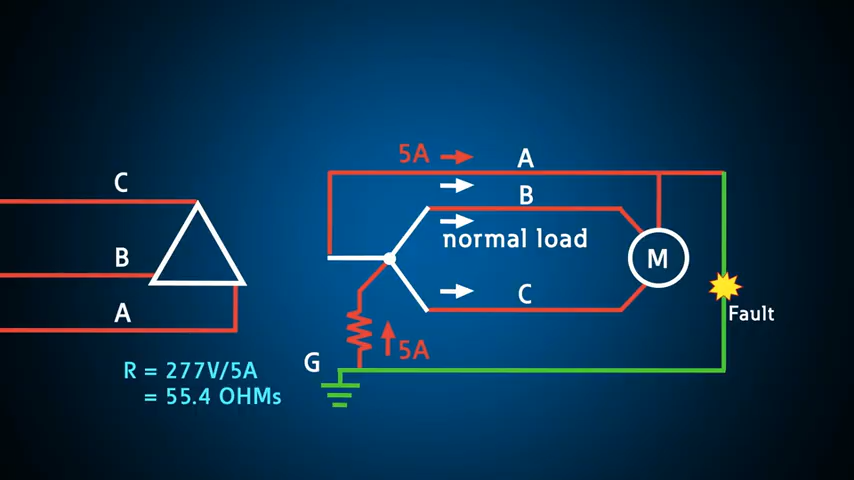 C
B
A
R = 277V/5A
= 55.4 OHMs
5A
A
B
normal load
C
M
Fault
G
5A